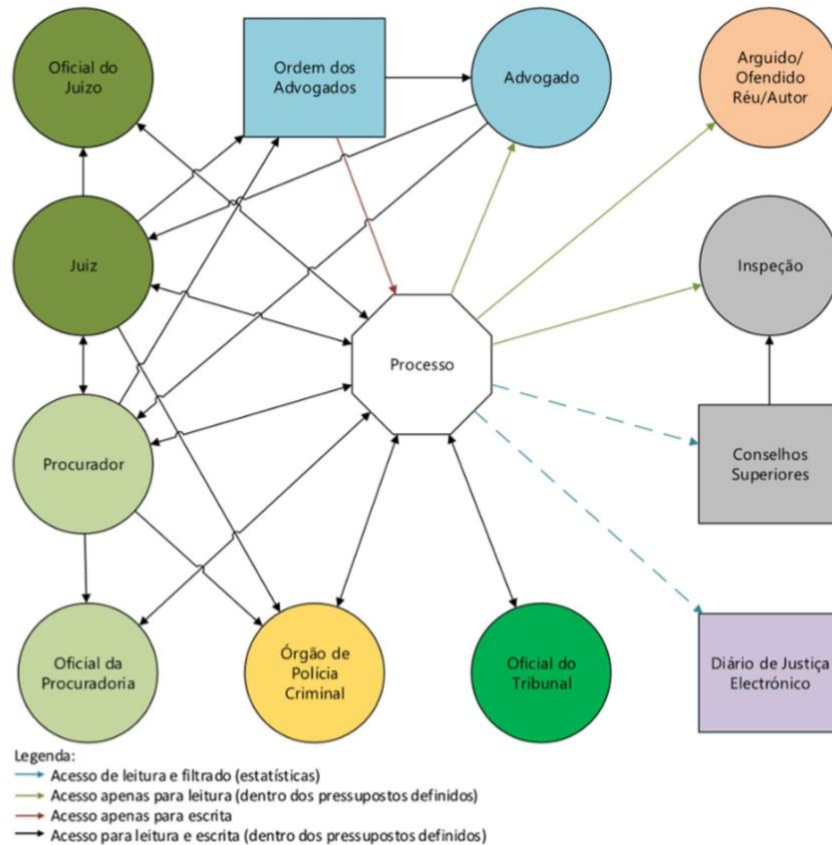 Oficial do
Juízo
Ordem dos
Advogados
Advogado
Arguido/
Ofendido
Réu/Autor
Juiz
Inspeção
Processo
Procurador
Conselhos
Superiores
Oficial da
Procuradoria
Órgão de
Polícia
Criminal
Oficial do
Tribunal
Diário de Justiça
Electrónico
Legenda:
Acesso de leitura e filtrado (estatísticas)
Acesso apenas para leitura (dentro dos pressupostos definidos)
Acesso apenas para escrita
Acesso para leitura e escrita (dentro dos pressupostos definidos)